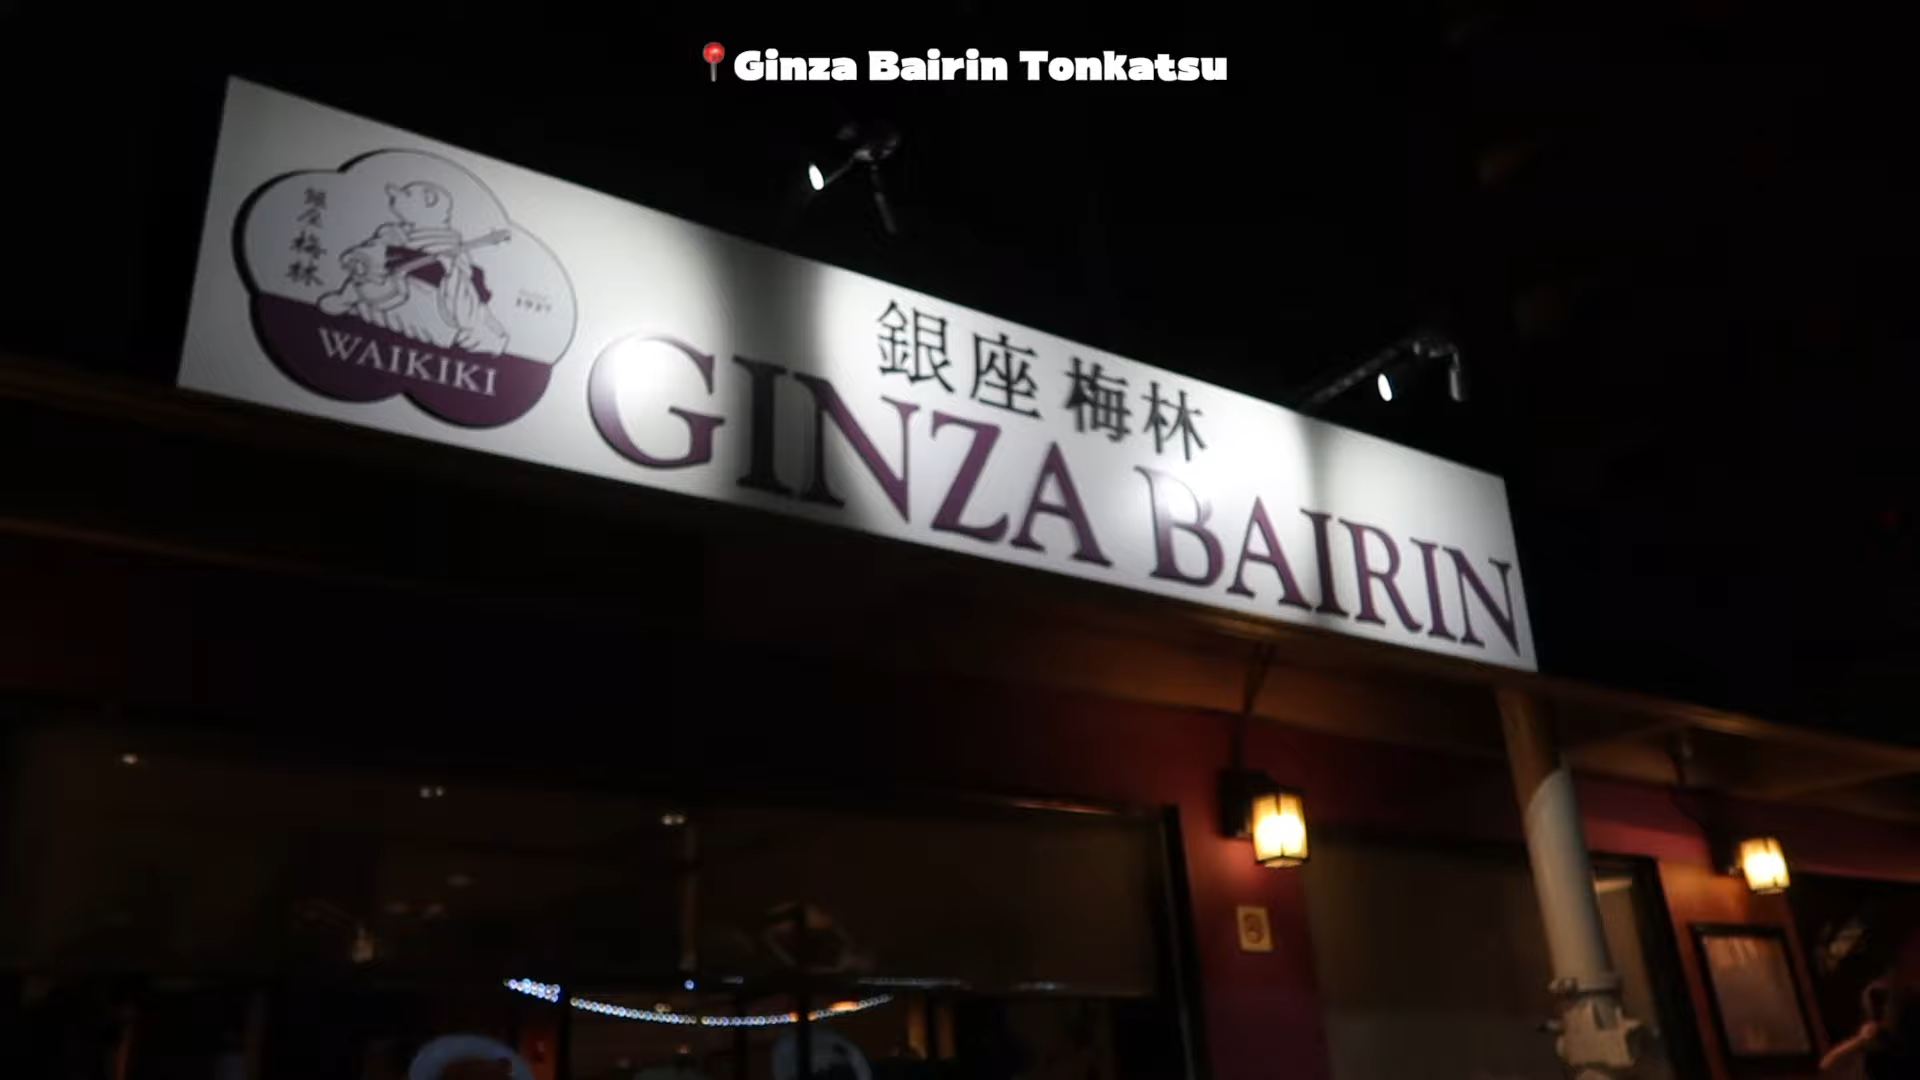 📍Ginza Bairin Tonkatsu
銀座梅林
WAIKIKI
銀座 梅林
GINZA BAIRIN